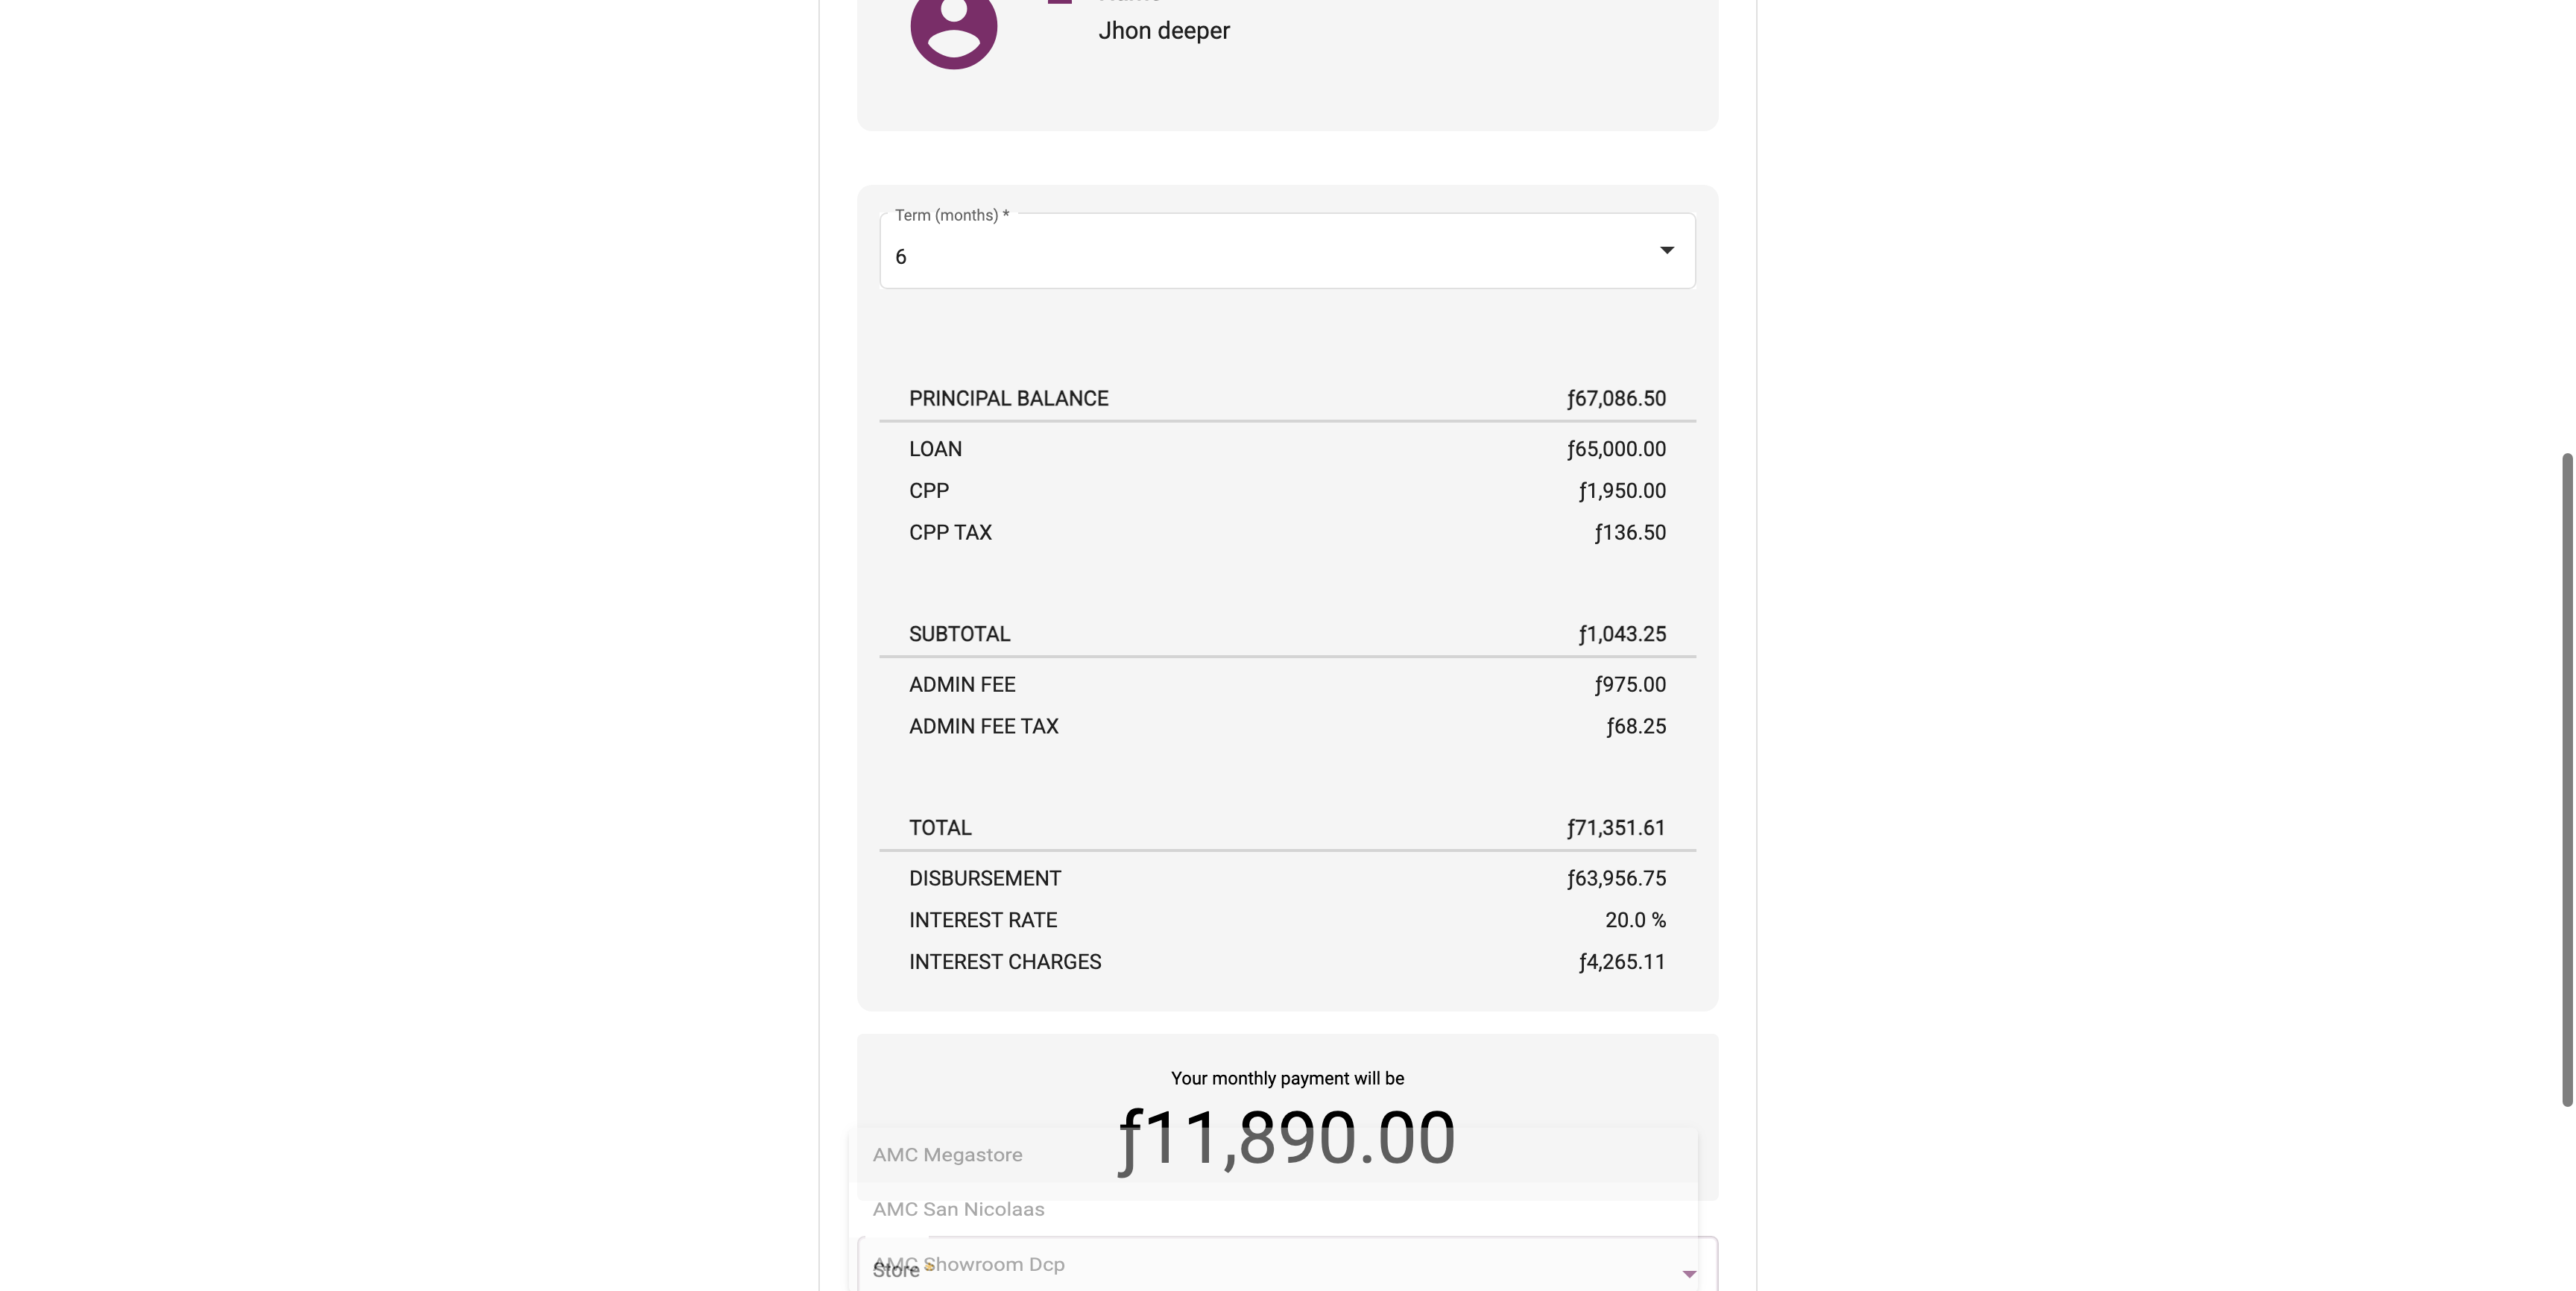 Jhon deeper
Term (months) *
6
PRINCIPAL BALANCE ƒ67,086.50
LOAN ƒ65,000.00
CPP ƒ1,950.00
CPP TAX ƒ136.50
SUBTOTAL ƒ1,043.25
ADMIN FEE ƒ975.00
ADMIN FEE TAX ƒ68.25
TOTAL ƒ71,351.61
DISBURSEMENT ƒ63,956.75
INTEREST RATE 20.0 %
INTEREST CHARGES ƒ4,265.11
Your monthly payment will be
ƒ11,890.00
AMC Megastore
AMC San Nicolaas
AMC Showroom Dcp
Store *